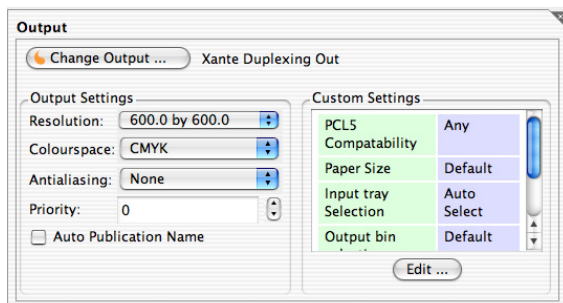 Output
Change Output ... Xante Duplexing Out
Output Settings
Resolution: 600.0 by 600.0
Colourspace: CMYK
Antialiasing: None
Priority: 0
Auto Publication Name
Custom Settings
PCL5 Any
Compatability
Paper Size Default
Input tray Auto
Selection Select
Output bin Default
Edit ...